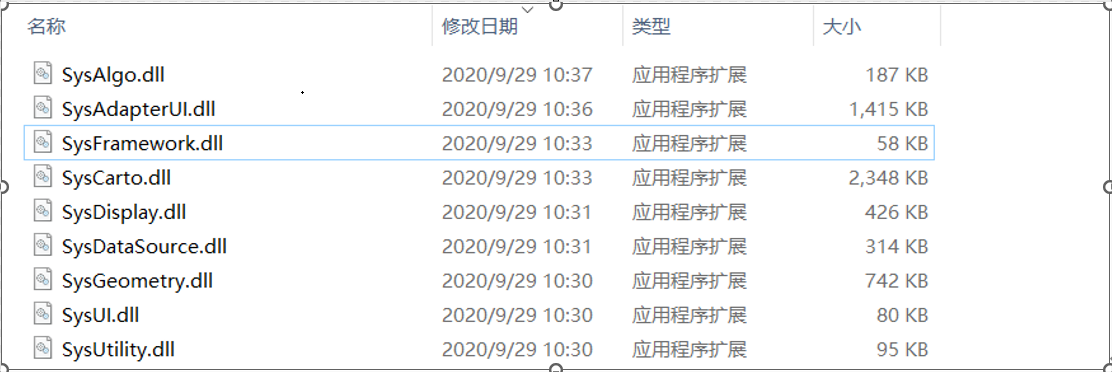 名称 修改日期 类型 大小
SysAlgo.dll 2020/9/29 10:37 应用程序扩展 187 KB
SysAdapterUI.dll 2020/9/29 10:36 应用程序扩展 1,415 KB
SysFramework.dll 2020/9/29 10:33 应用程序扩展 58 KB
SysCarto.dll 2020/9/29 10:33 应用程序扩展 2,348 KB
SysDisplay.dll 2020/9/29 10:31 应用程序扩展 426 KB
SysDataSource.dll 2020/9/29 10:31 应用程序扩展 314 KB
SysGeometry.dll 2020/9/29 10:30 应用程序扩展 742 KB
SysUI.dll 2020/9/29 10:30 应用程序扩展 80 KB
SysUtility.dll 2020/9/29 10:30 应用程序扩展 95 KB